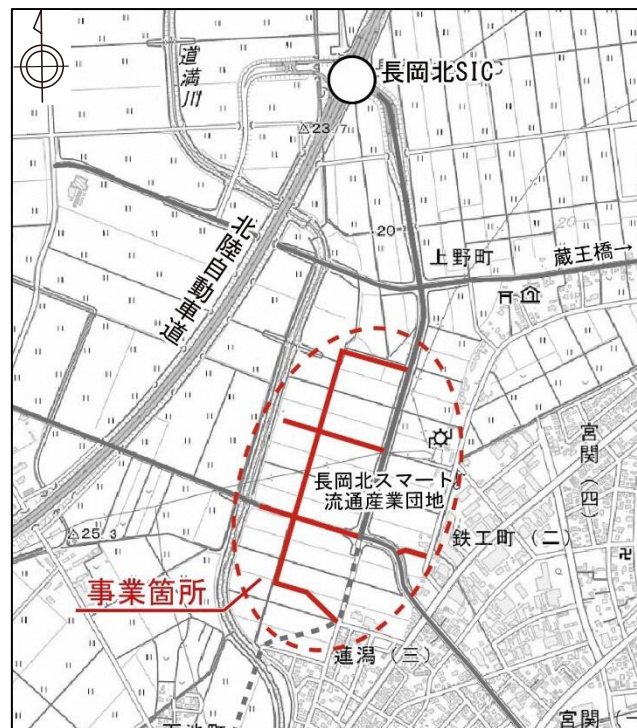 長岡北SIC
道満川
△23.7
北陸自動車道
20
20
上野町
蔵王橋→
長岡北スマート
流通産業団地
宮関（四）
鉄工町（二）
△25.3
事業箇所
蓮潟（三）
宮関